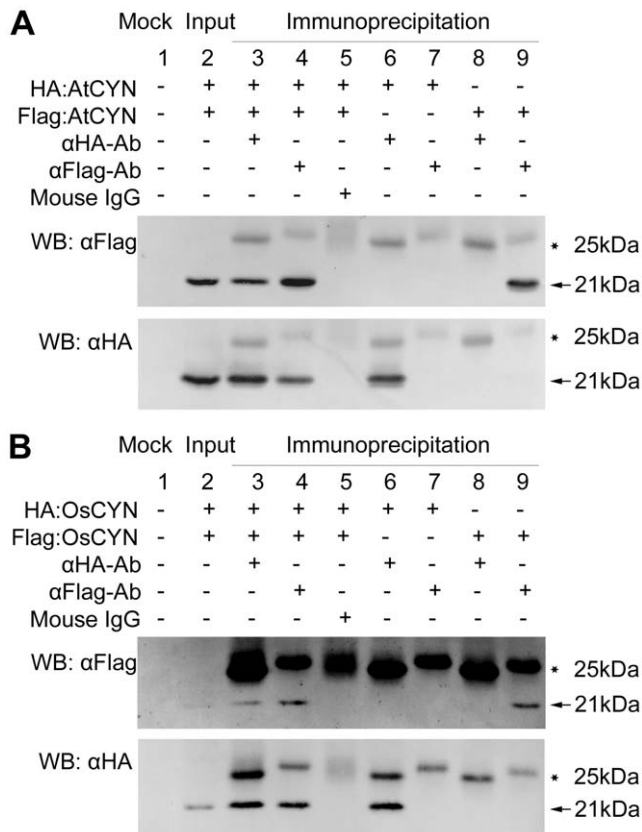 A
Mock Input Immunoprecipitation
1 2 3 4 5 6 7 8 9
HA:AtCYN - + + + + + + - -
Flag:AtCYN - + + + + - - + +
αHA-Ab - - + - - + - + -
αFlag-Ab - - - + - - + - +
Mouse IgG - - - - + - - - -
WB: αFlag * 25kDa
←21kDa
WB: αHA * 25kDa
←21kDa
B
Mock Input Immunoprecipitation
1 2 3 4 5 6 7 8 9
HA:OsCYN - + + + + + + - -
Flag:OsCYN - + + + + - - + +
αHA-Ab - - + - - + - + -
αFlag-Ab - - - + - - + - +
Mouse IgG - - - - + - - - -
WB: αFlag * 25kDa
←21kDa
WB: αHA * 25kDa
←21kDa